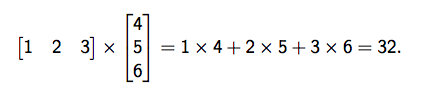 [1 2 3] × [4 5 6] = 1 × 4 + 2 × 5 + 3 × 6 = 32.